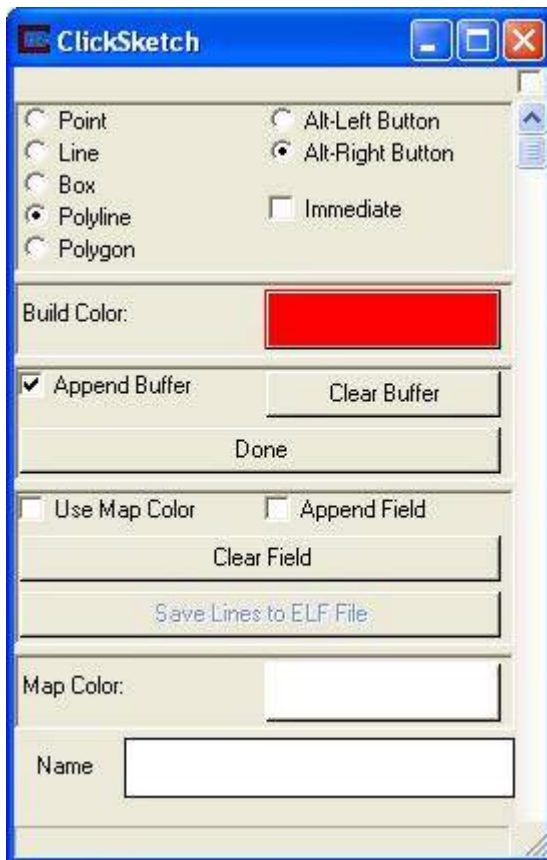 ClickSketch
Point
Alt-Left Button
Line
Alt-Right Button
Box
Polyline
Immediate
Polygon
Build Color:
Append Buffer
Clear Buffer
Done
Use Map Color
Append Field
Clear Field
Save Lines to ELF File
Map Color:
Name